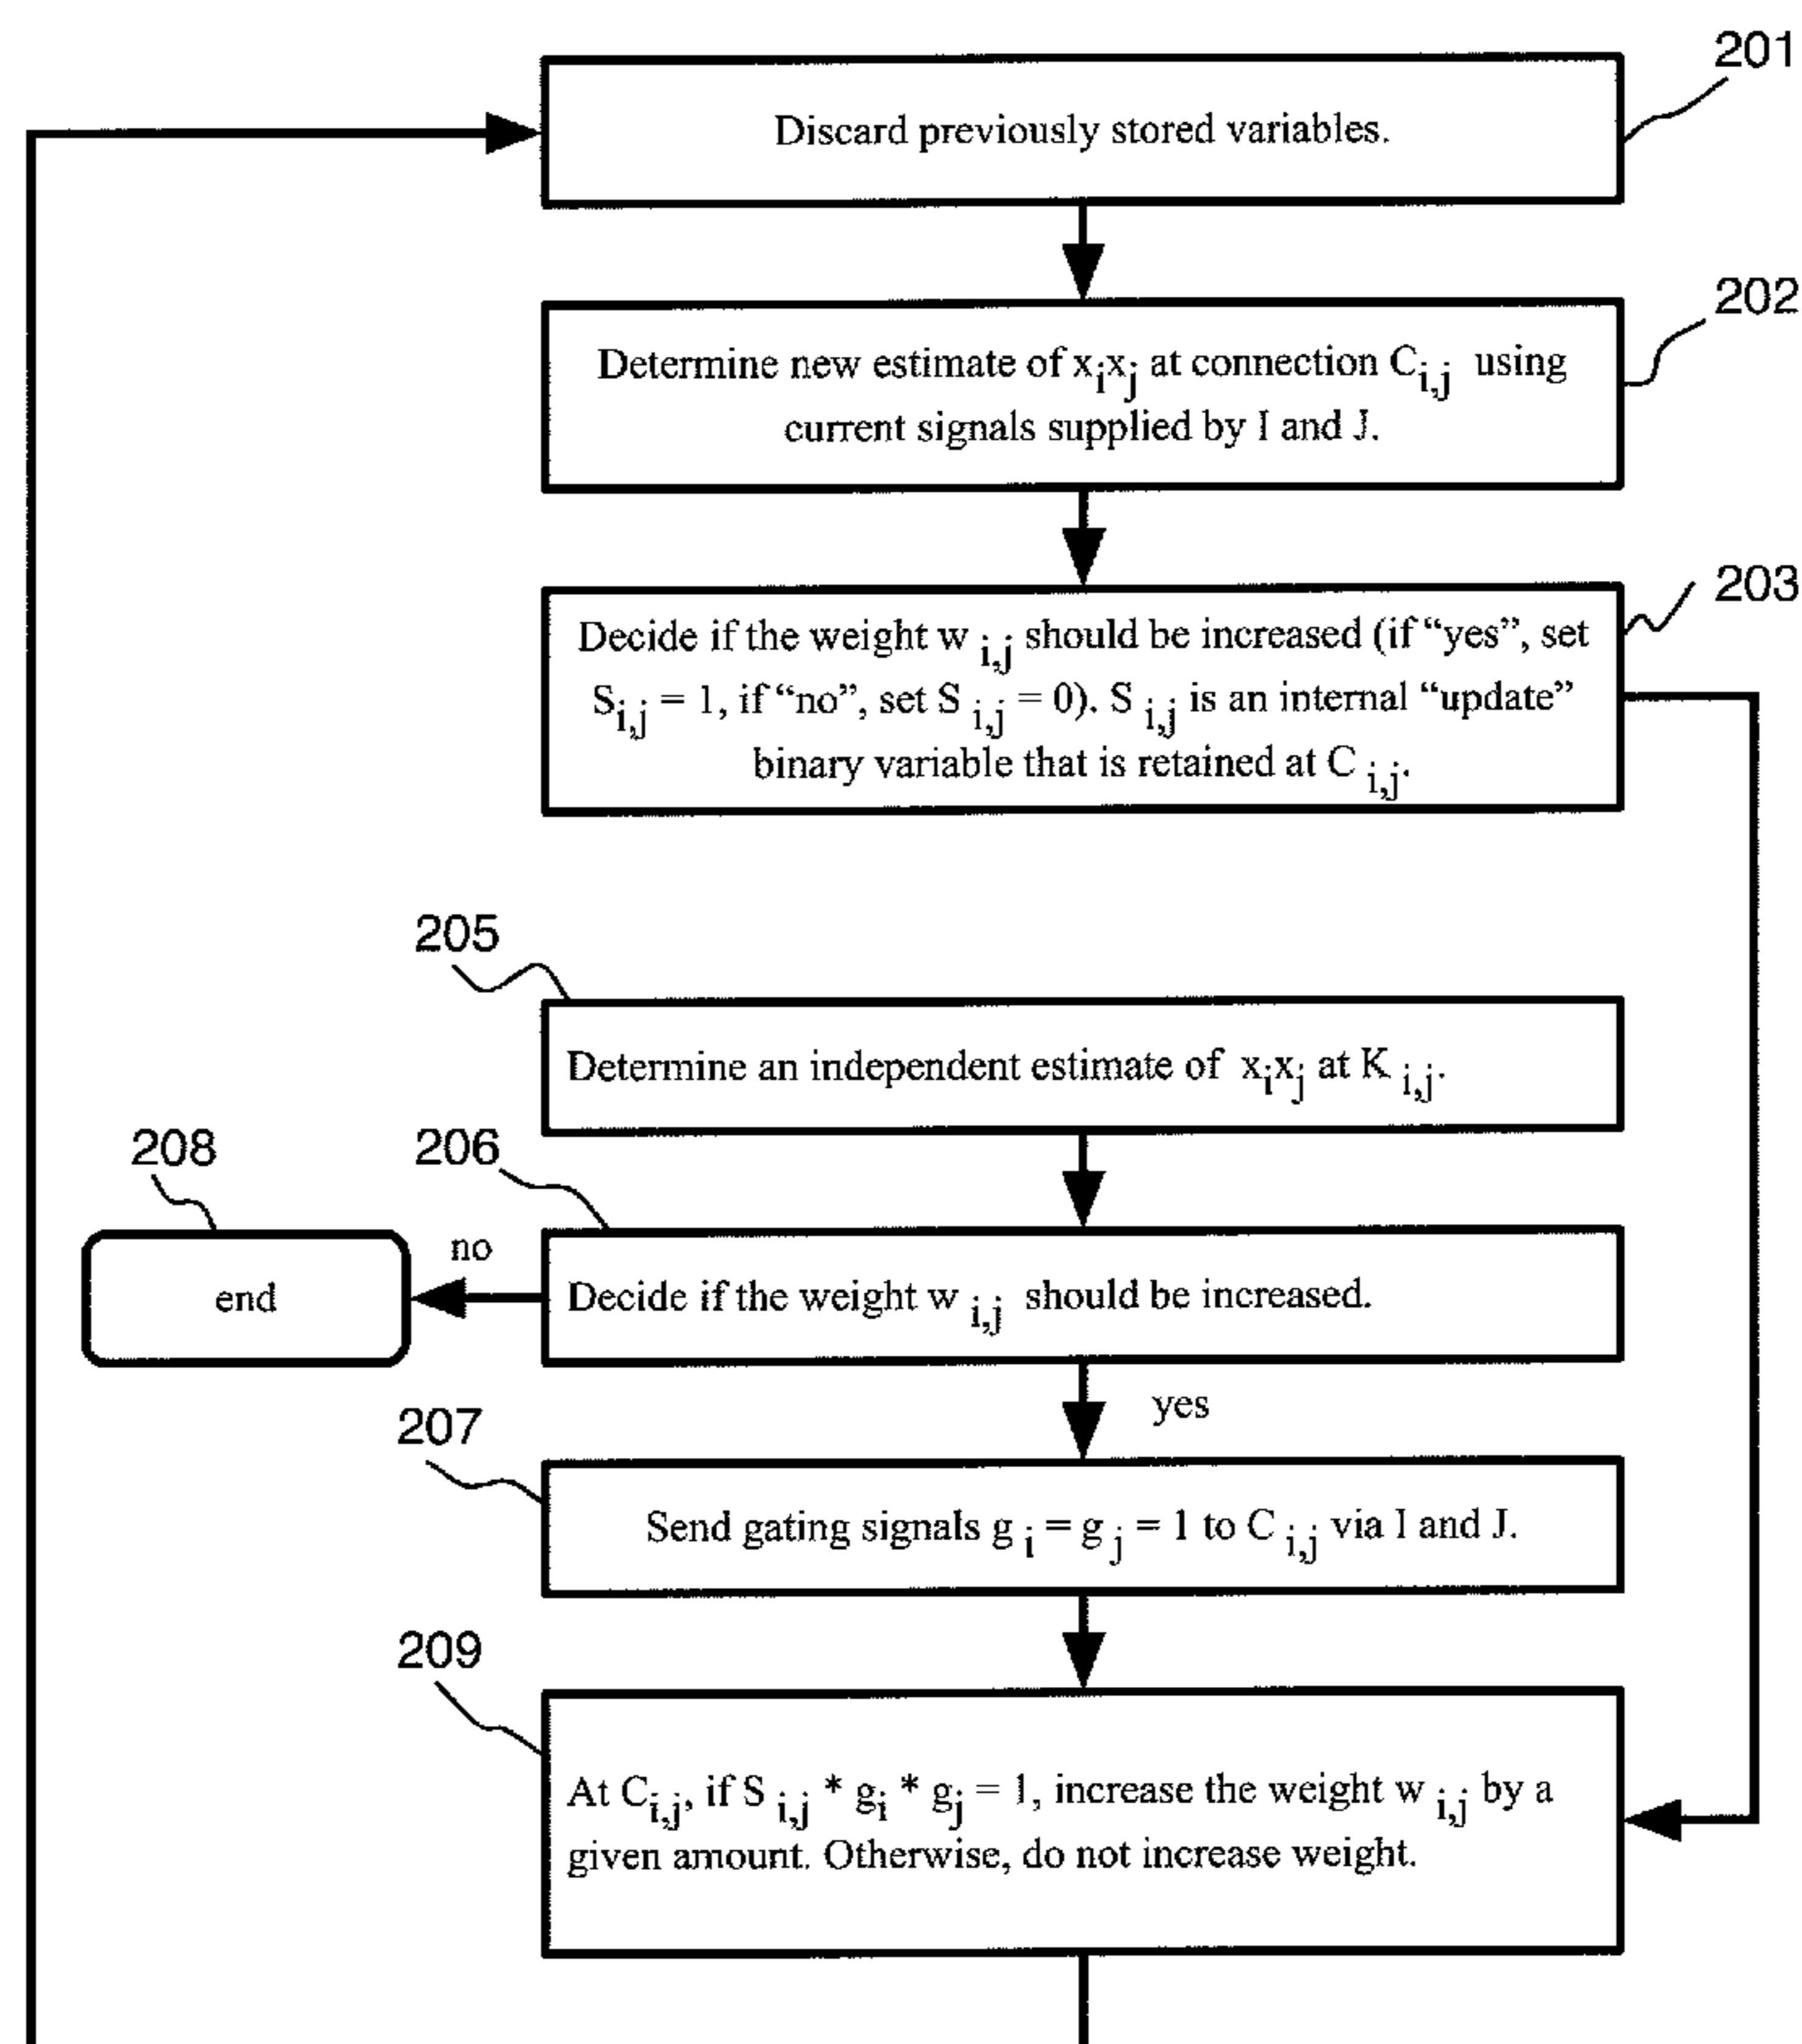 201
Discard previously stored variables.
202
Determine new estimate of xixj at connection Ci,j using
current signals supplied by I and J.
203
Decide if the weight w i,j should be increased (if “yes”, set
Si,j = 1, if “no”, set S i,j = 0). S i,j is an internal “update”
binary variable that is retained at C i,j.
205
Determine an independent estimate of xixj at K i,j.
208
206
end
no
Decide if the weight w i,j should be increased.
yes
207
Send gating signals g i = g j = 1 to C i,j via I and J.
209
At Ci,j, if S i,j * gi * gj = 1, increase the weight w i,j by a
given amount. Otherwise, do not increase weight.